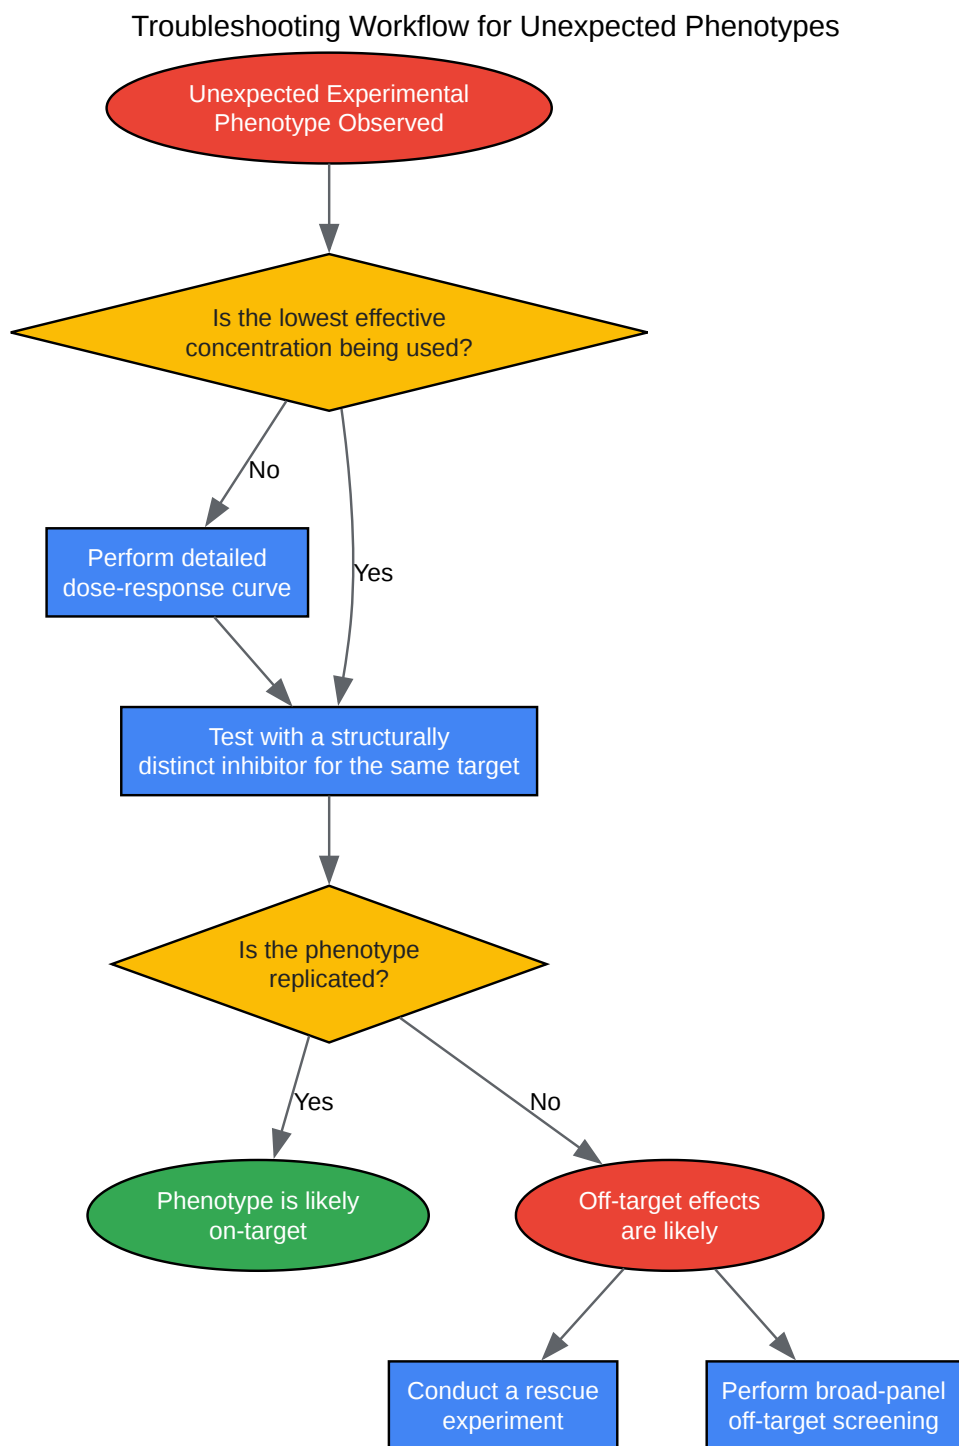 Troubleshooting Workflow for Unexpected Phenotypes
Unexpected Experimental
Phenotype Observed
Is the lowest effective
concentration being used?
No
Perform detailed
dose-response curve
Yes
Test with a structurally
distinct inhibitor for the same target
Is the phenotype
replicated?
Yes
No
Phenotype is likely
on-target
Off-target effects
are likely
Conduct a rescue
experiment
Perform broad-panel
off-target screening